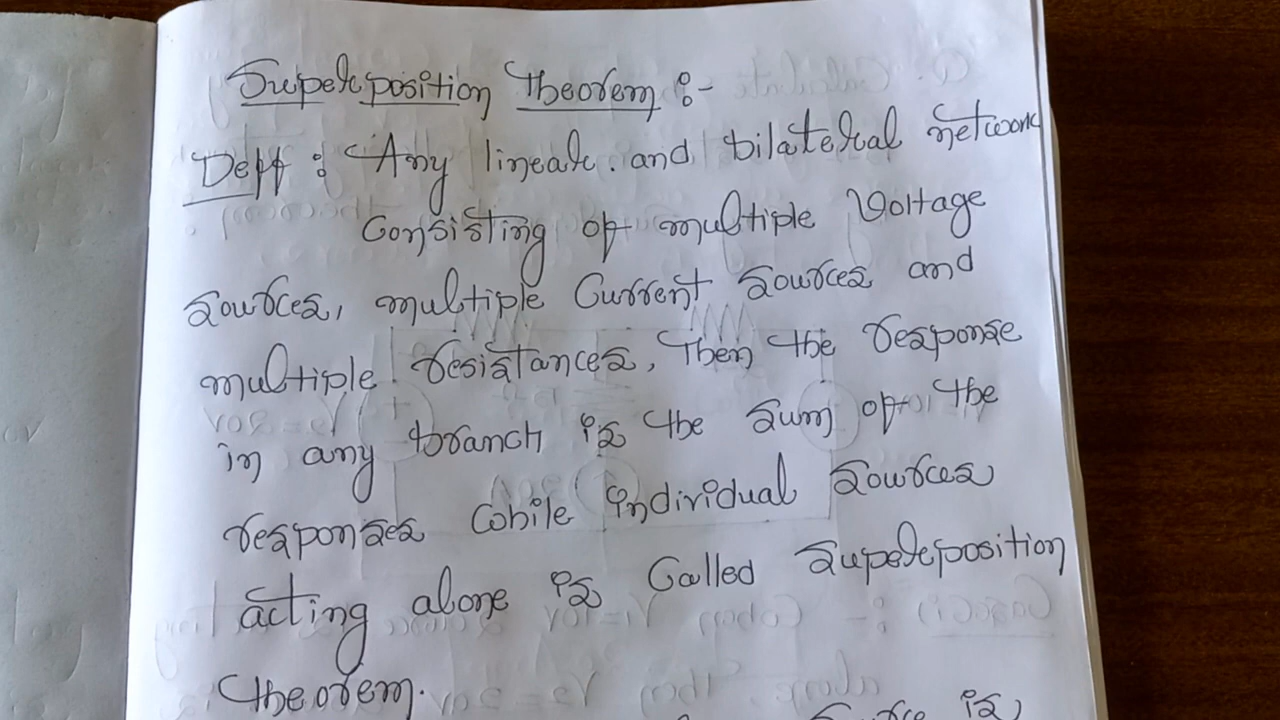 Superposition Theorem :-
Deff : Any linear. and bilateral network
Consisting of multiple Voltage
sources, multiple Current sources and
multiple resistances, Then the response
in any branch is the sum of the
responses while individual sources
acting alone is Called superposition
theorem.
is